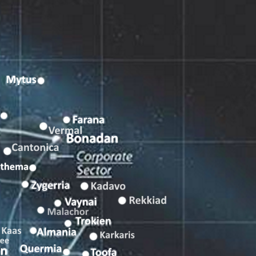 Mytus
Farana
Vermal
Bonadan
Cantonica
Corporate
Sector
thema
Zygerria
Kadavo
Vaynai
Rekkiad
Malachor
Troken
Kaas
Almania
Karkaris
ee
n
Quermia
Toofa